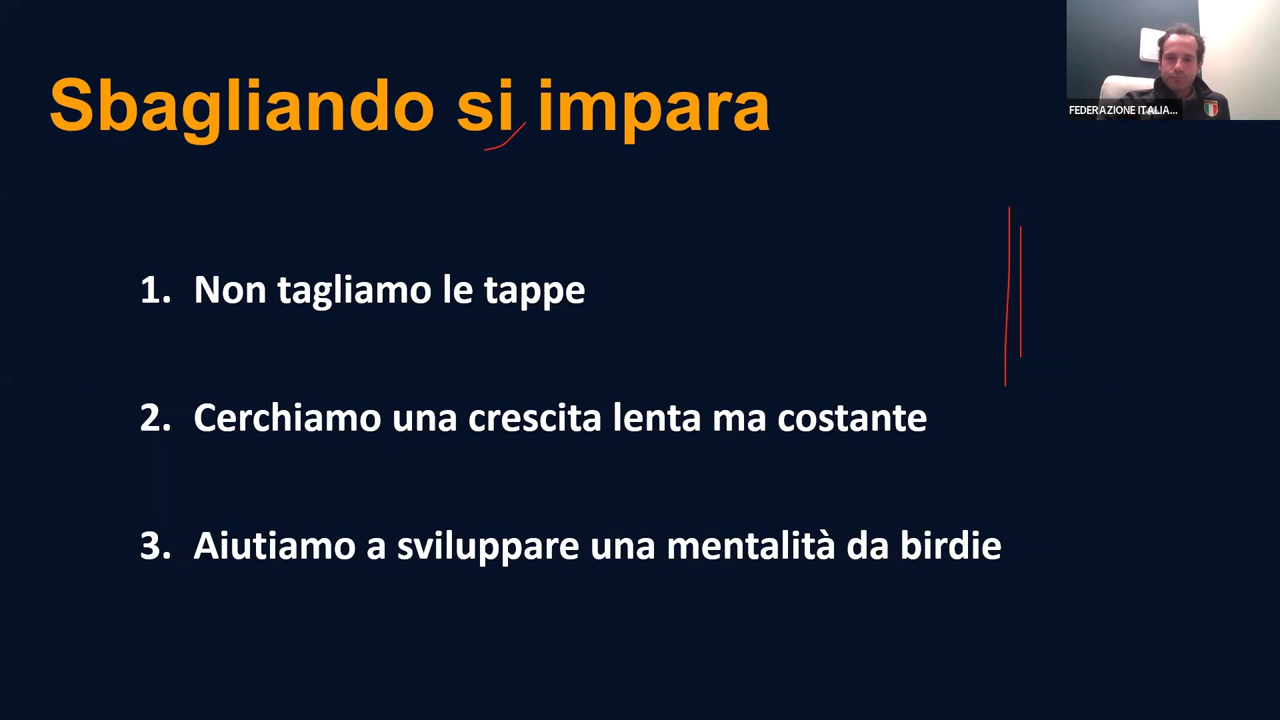 Sbagliando si impara
FEDERAZIONE ITALIA...
1. Non tagliamo le tappe
2. Cerchiamo una crescita lenta ma costante
3. Aiutiamo a sviluppare una mentalità da birdie